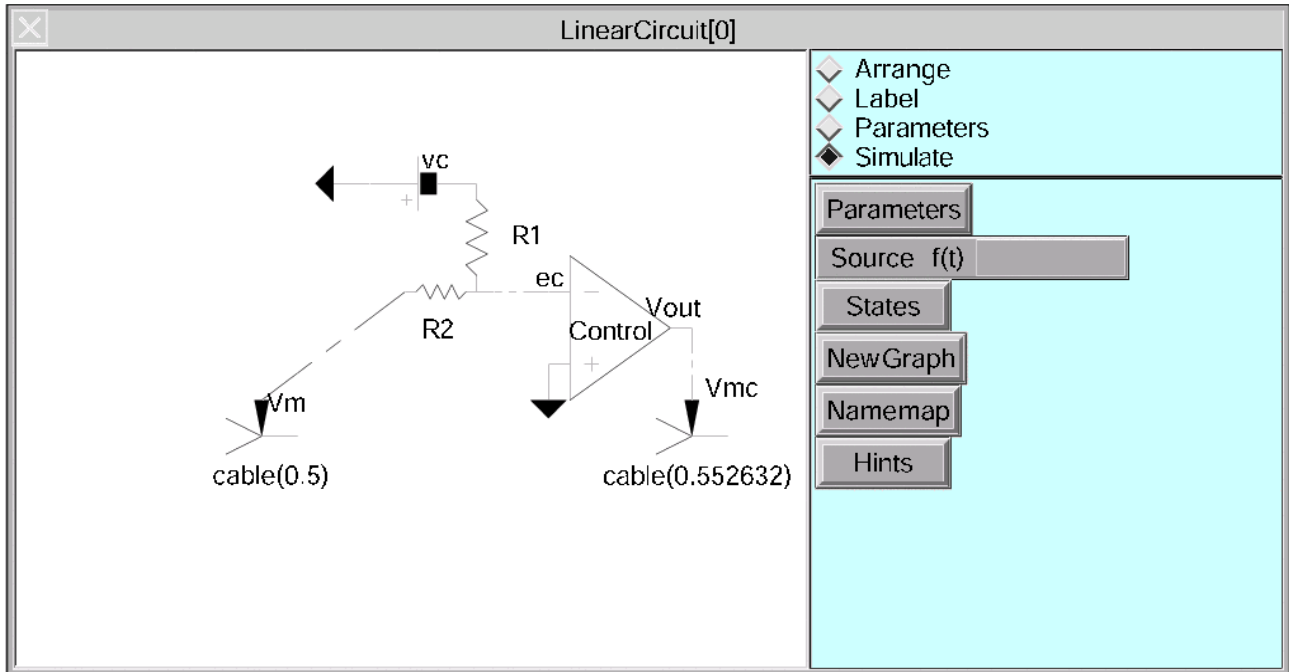 LinearCircuit[0]
Arrange
Label
Parameters
Simulate
vc
+
R1
ec
−
R2
Control
Vout
+
Vm
Vmc
cable(0.5)
cable(0.552632)
Parameters
Source f(t)
States
NewGraph
Namemap
Hints